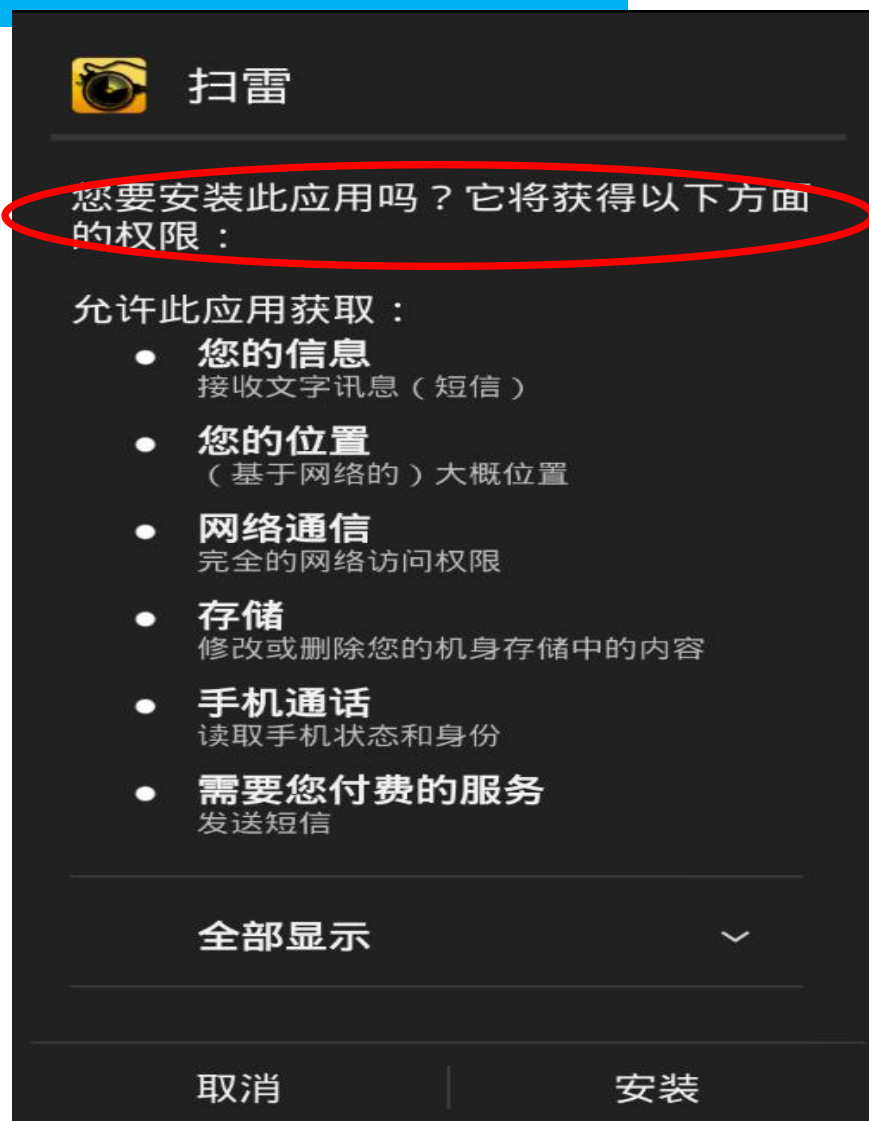 扫雷
您要安装此应用吗？它将获得以下方面
的权限：
允许此应用获取：
您的信息
接收文字讯息（短信）
您的位置
（基于网络的）大概位置
网络通信
完全的网络访问权限
存储
修改或删除您的机身存储中的内容
手机通话
读取手机状态和身份
需要您付费的服务
发送短信
全部显示
取消
安装